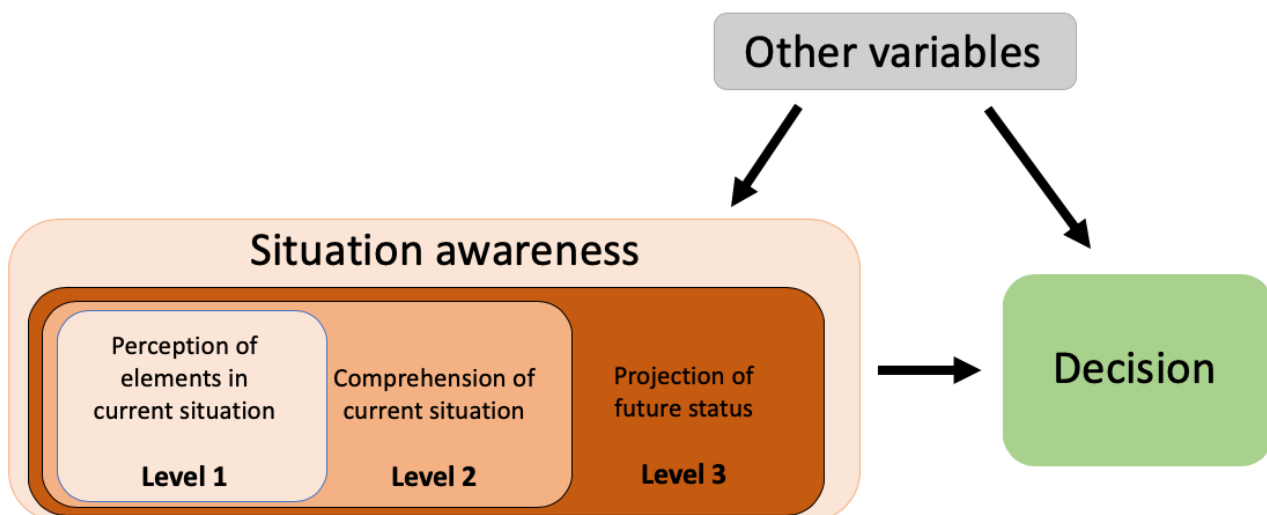 Other variables
Situation awareness
Perception of
elements in
current situation
Level 1
Comprehension of
current situation
Level 2
Projection of
future status
Level 3
Decision